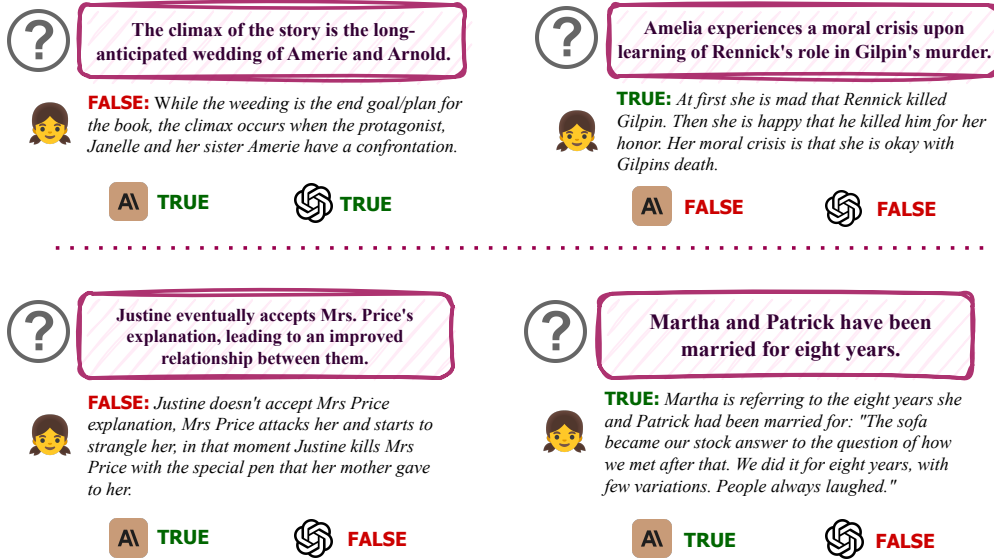 The climax of the story is the long-
anticipated wedding of Amerie and Arnold.
FALSE: While the weeding is the end goal/plan for
the book, the climax occurs when the protagonist,
Janelle and her sister Amerie have a confrontation.
A\ TRUE
TRUE
Amelia experiences a moral crisis upon
learning of Rennick's role in Gilpin's murder.
TRUE: At first she is mad that Rennick killed
Gilpin. Then she is happy that he killed him for her
honor. Her moral crisis is that she is okay with
Gilpins death.
A\ FALSE
FALSE
Justine eventually accepts Mrs. Price's
explanation, leading to an improved
relationship between them.
FALSE: Justine doesn't accept Mrs Price
explanation, Mrs Price attacks her and starts to
strangle her, in that moment Justine kills Mrs
Price with the special pen that her mother gave
to her.
A\ TRUE
FALSE
Martha and Patrick have been
married for eight years.
TRUE: Martha is referring to the eight years she
and Patrick had been married for: "The sofa
became our stock answer to the question of how
we met after that. We did it for eight years, with
few variations. People always laughed."
A\ TRUE
FALSE